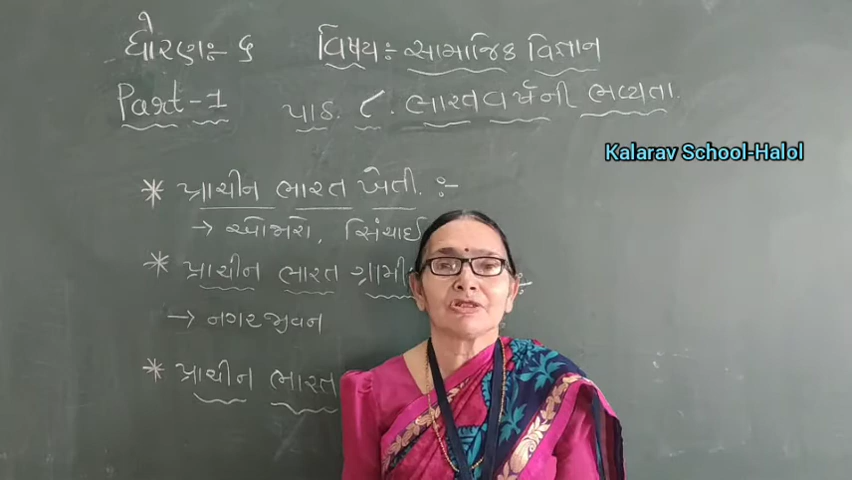 ધોરણઃ- ૬ વિષયઃ- સામાજિક વિજ્ઞાન
Part-1 પાઠ. ૮. ભારતવર્ષની ભવ્યતા.
Kalarav School-Halol
* પ્રાચીન ભારત ખેતી. :-
→ ઓજારો, સિંચાઈ
* પ્રાચીન ભારત
→ નગરજીવન
* પ્રાચીન ભારત